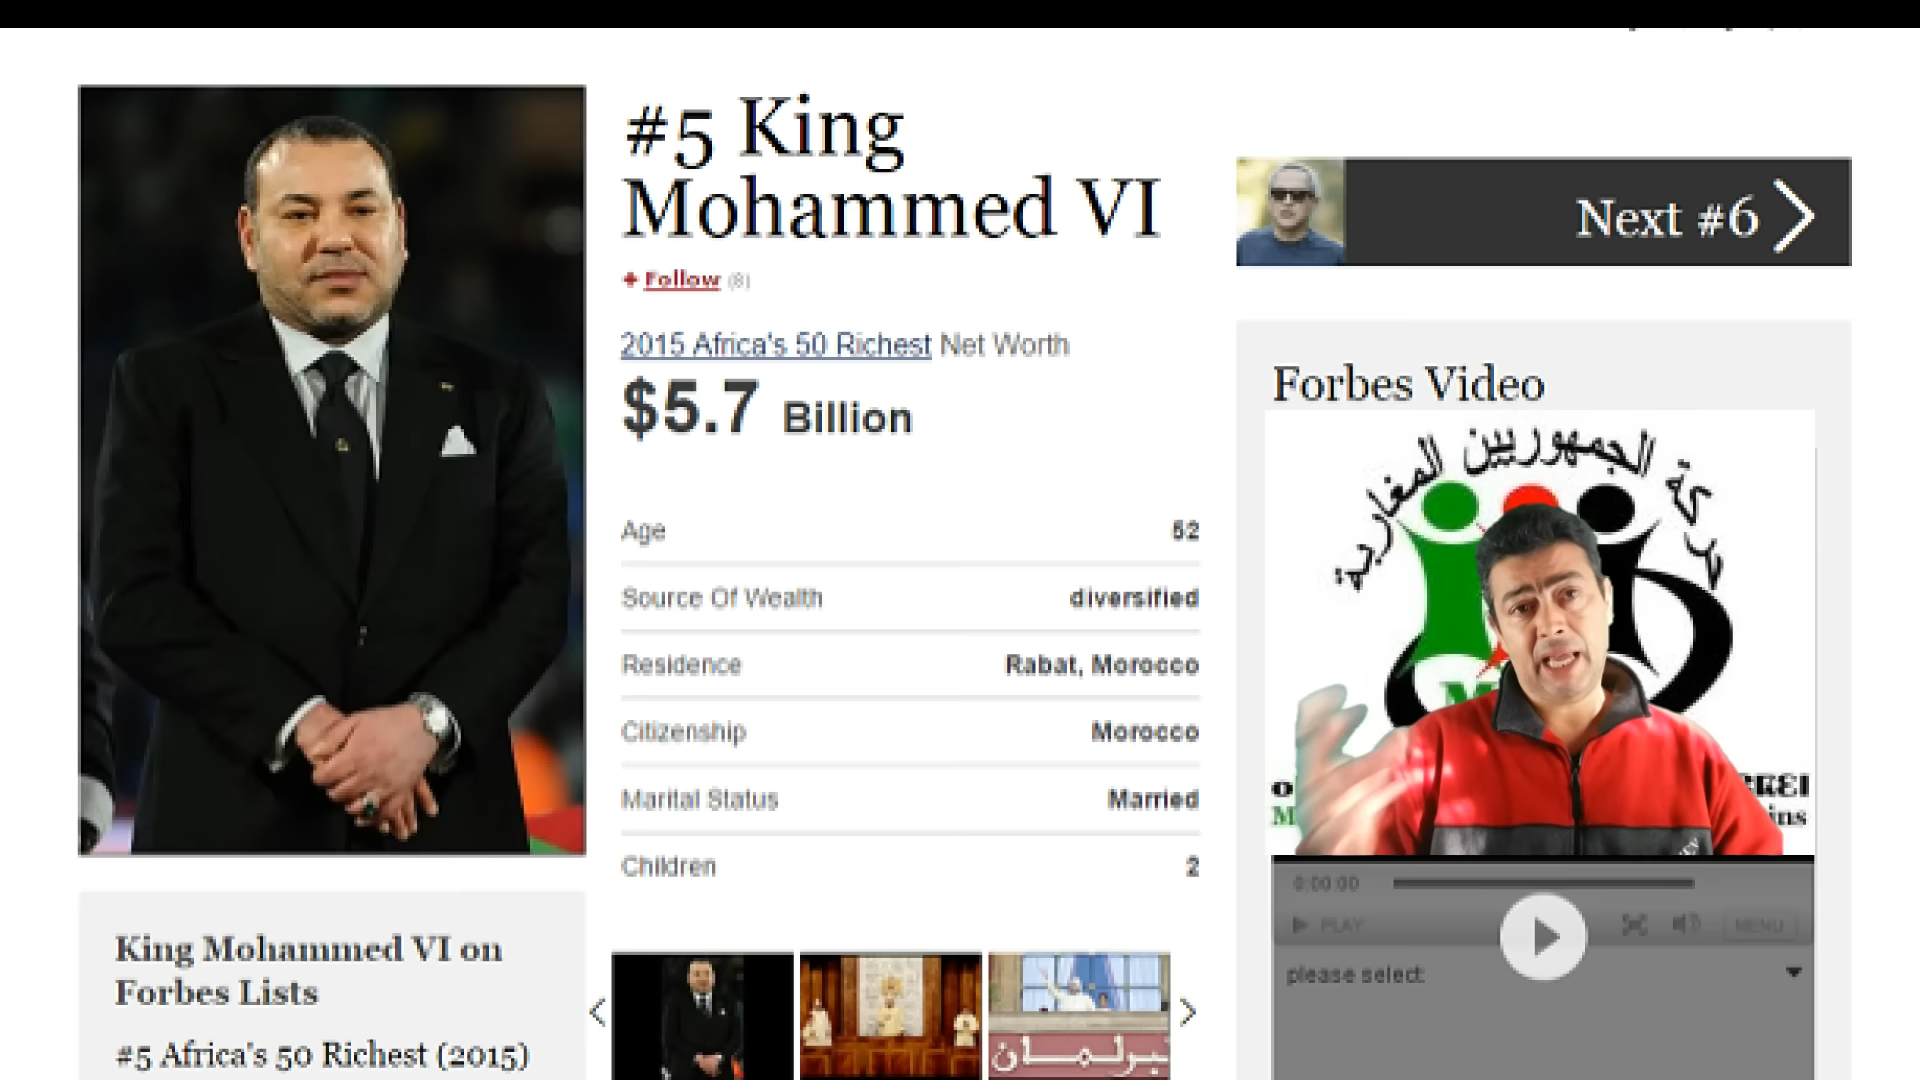 #5 King
Mohammed VI
+ Follow (8)
2015 Africa's 50 Richest Net Worth
$5.7 Billion
Age 52
Source Of Wealth diversified
Residence Rabat, Morocco
Citizenship Morocco
Marital Status Married
Children 2
King Mohammed VI on
Forbes Lists
#5 Africa's 50 Richest (2015)
Next #6
Forbes Video
حركة الجمهوريين المغاربة
0:00:00
PLAY
MENU
please select